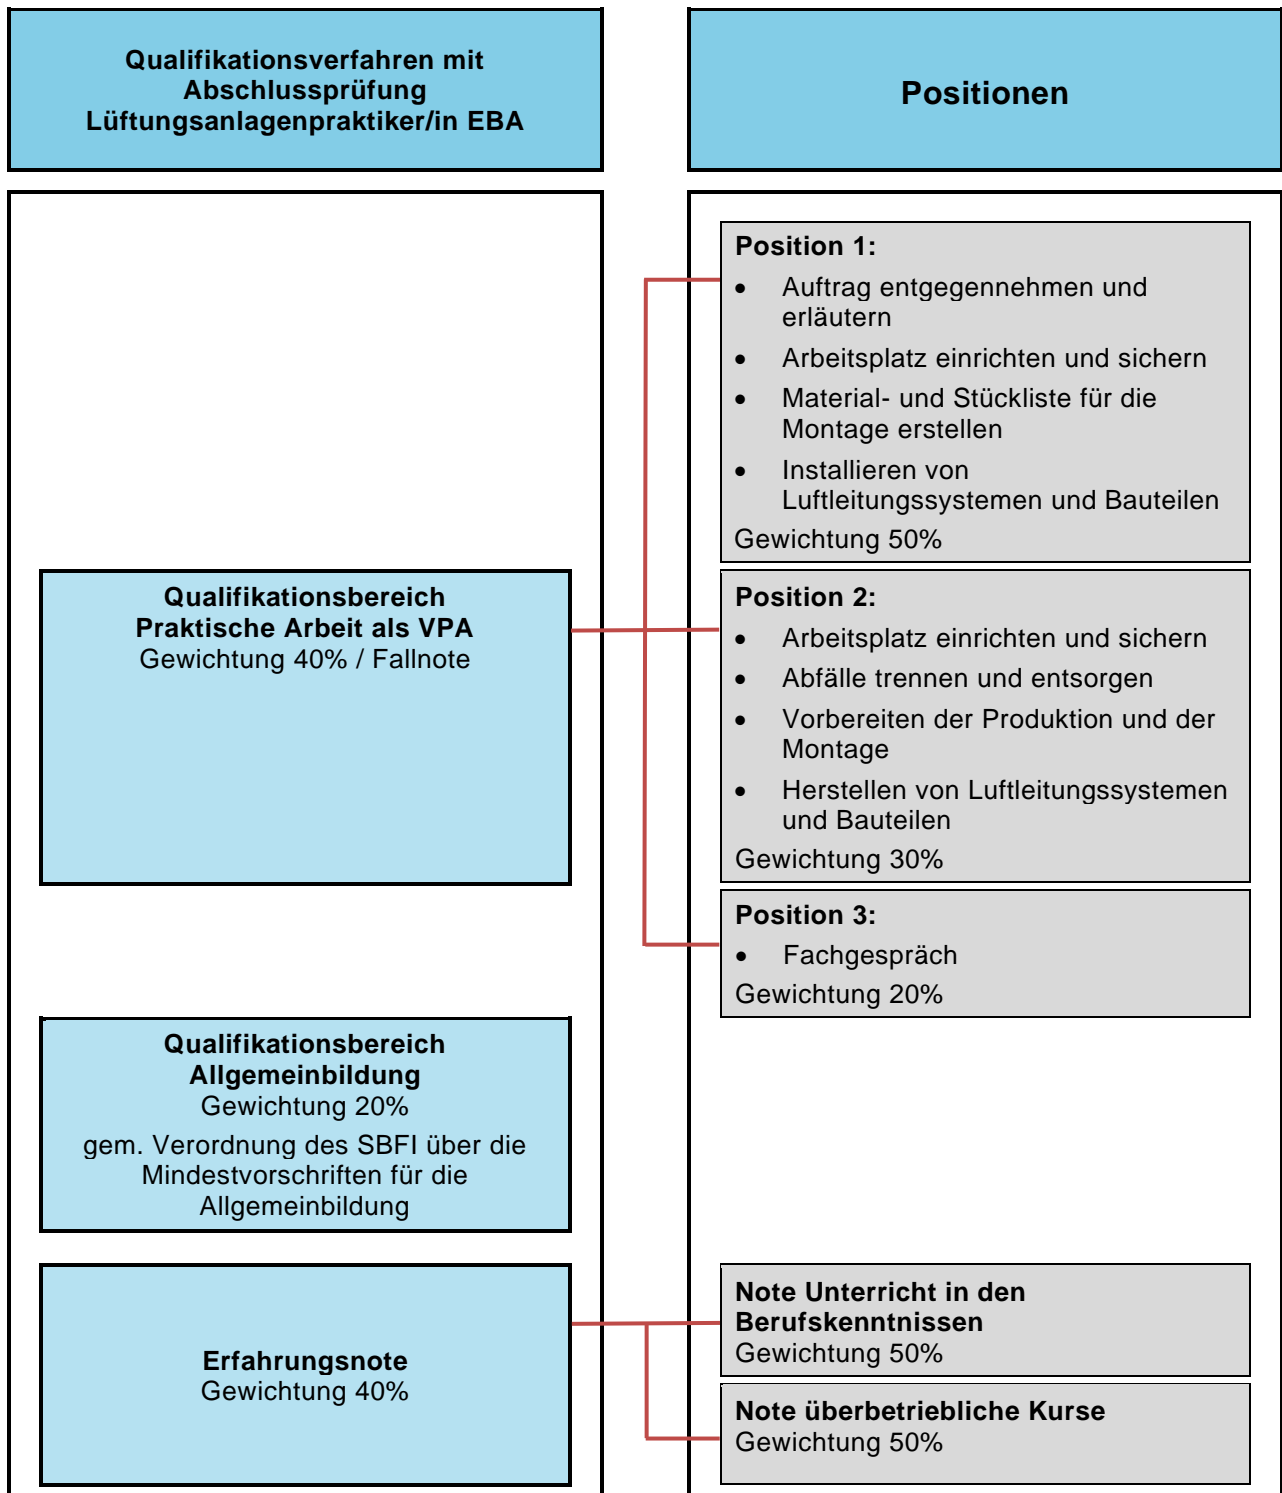 Qualifikationsverfahren mit
Abschlussprüfung
Lüftungsanlagenpraktiker/in EBA
Positionen
Position 1:
• Auftrag entgegennehmen und
erläutern
• Arbeitsplatz einrichten und sichern
• Material- und Stückliste für die
Montage erstellen
• Installieren von
Luftleitungssystemen und Bauteilen
Gewichtung 50%
Qualifikationsbereich
Praktische Arbeit als VPA
Gewichtung 40% / Fallnote
Position 2:
• Arbeitsplatz einrichten und sichern
• Abfälle trennen und entsorgen
• Vorbereiten der Produktion und der
Montage
• Herstellen von Luftleitungssystemen
und Bauteilen
Gewichtung 30%
Position 3:
• Fachgespräch
Gewichtung 20%
Qualifikationsbereich
Allgemeinbildung
Gewichtung 20%
gem. Verordnung des SBFI über die
Mindestvorschriften für die
Allgemeinbildung
Erfahrungsnote
Gewichtung 40%
Note Unterricht in den
Berufskenntnissen
Gewichtung 50%
Note überbetriebliche Kurse
Gewichtung 50%